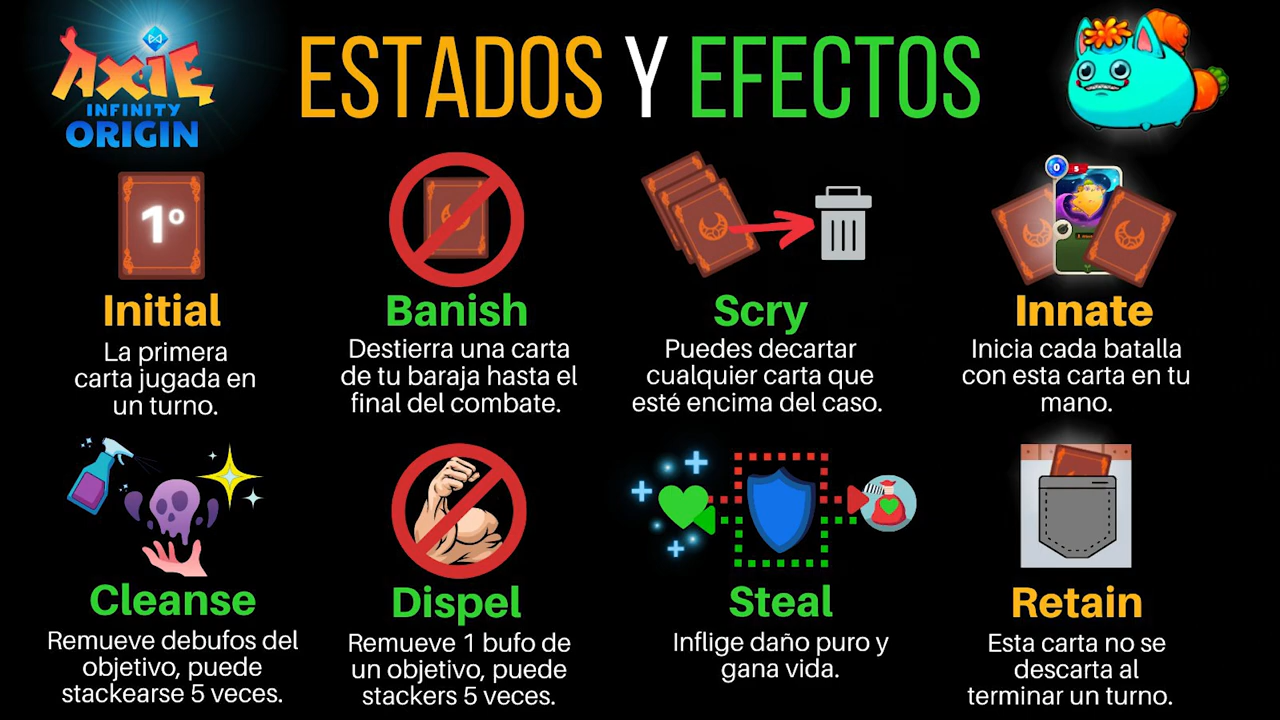 AXIE
INFINITY
ORIGIN
ESTADOS Y EFECTOS
1º
0 5
Initial
La primera
carta jugada en
un turno.
Banish
Destierra una carta
de tu baraja hasta el
final del combate.
Scry
Puedes decartar
cualquier carta que
esté encima del caso.
Innate
Inicia cada batalla
con esta carta en tu
mano.
Cleanse
Remueve debufos del
objetivo, puede
stackearse 5 veces.
Dispel
Remueve 1 bufo de
un objetivo, puede
stackers 5 veces.
Steal
Inflige daño puro y
gana vida.
Retain
Esta carta no se
descarta al
terminar un turno.